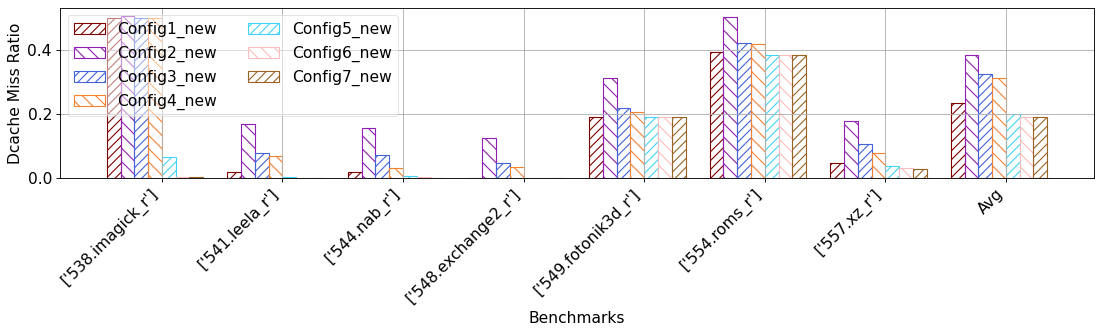 Dcache Miss Ratio
0.4
0.2
0.0
Config1_new
Config2_new
Config3_new
Config4_new
Config5_new
Config6_new
Config7_new
['538.imagick_r']
['541.leela_r']
['544.nab_r']
['548.exchange2_r']
['549.fotonik3d_r']
['554.roms_r']
['557.xz_r']
Avg
Benchmarks